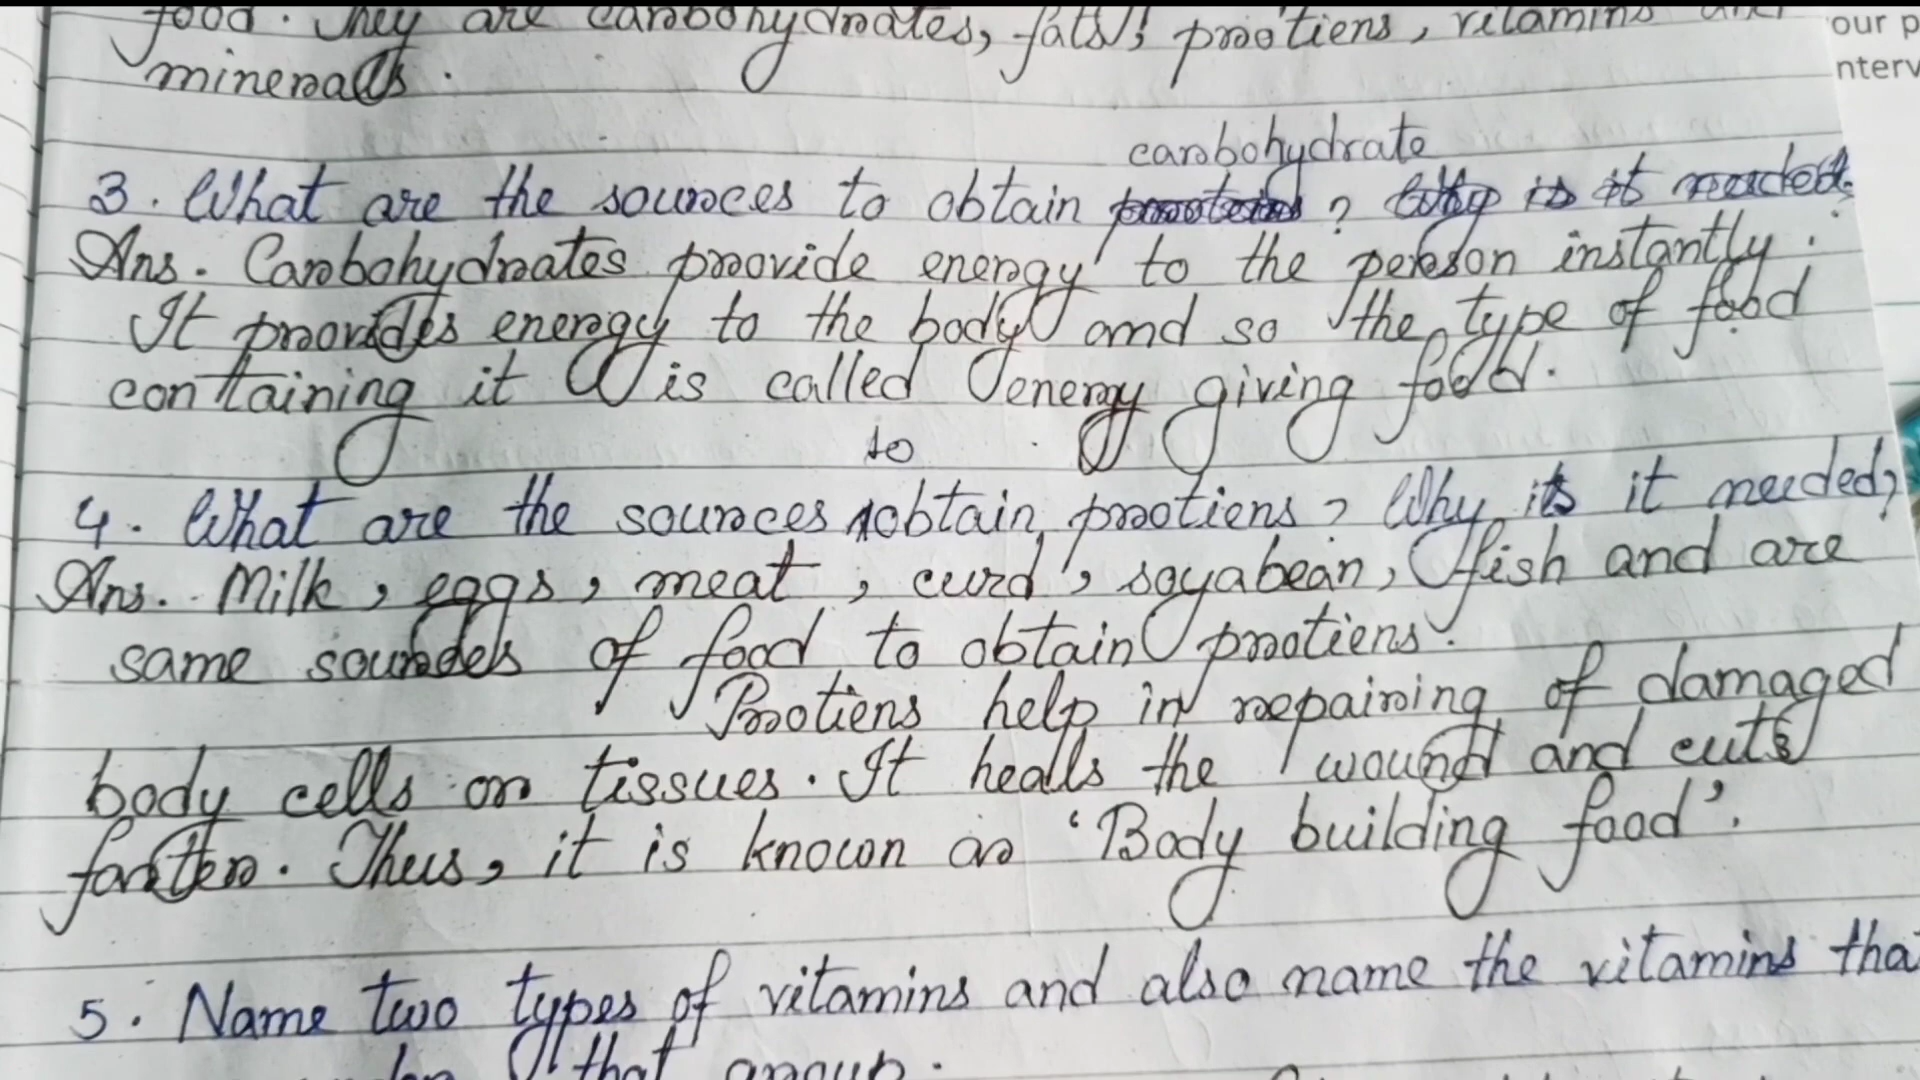 food. They are carbohydrates, fats, protiens, vitamins and
our p
minerals.
nterv
carbohydrate
3. What are the sources to obtain ? Why is it needed.
Ans. Carbohydrates provide energy to the person instantly.
It provides energy to the body and so the type of food
containing it is called energy giving food.
to
4. What are the sources obtain protiens? Why is it needed?
Ans. Milk, eggs, meat, curd, soyabean, fish and are
same of food to obtain protiens.
Protiens help in repairing of damaged
body cells or tissues. It healls the wound and cuts
faster. Thus, it is known as 'Body building food'.
5. Name two types of vitamins and also name the vitamins tha
that group.